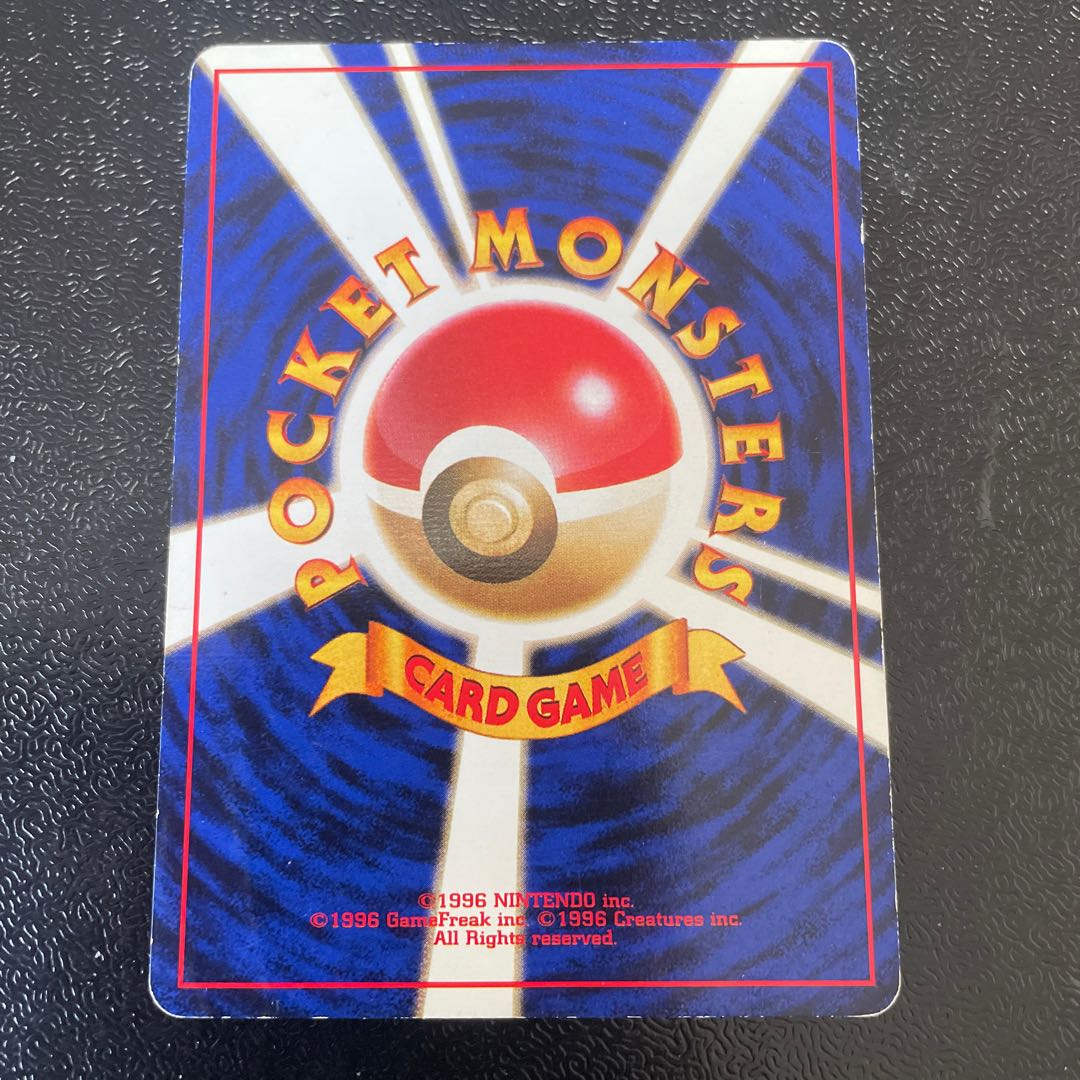 POCKET MONSTERS
CARD GAME
©1996 NINTENDO inc.
©1996 GameFreak inc. ©1996 Creatures inc.
All Rights reserved.